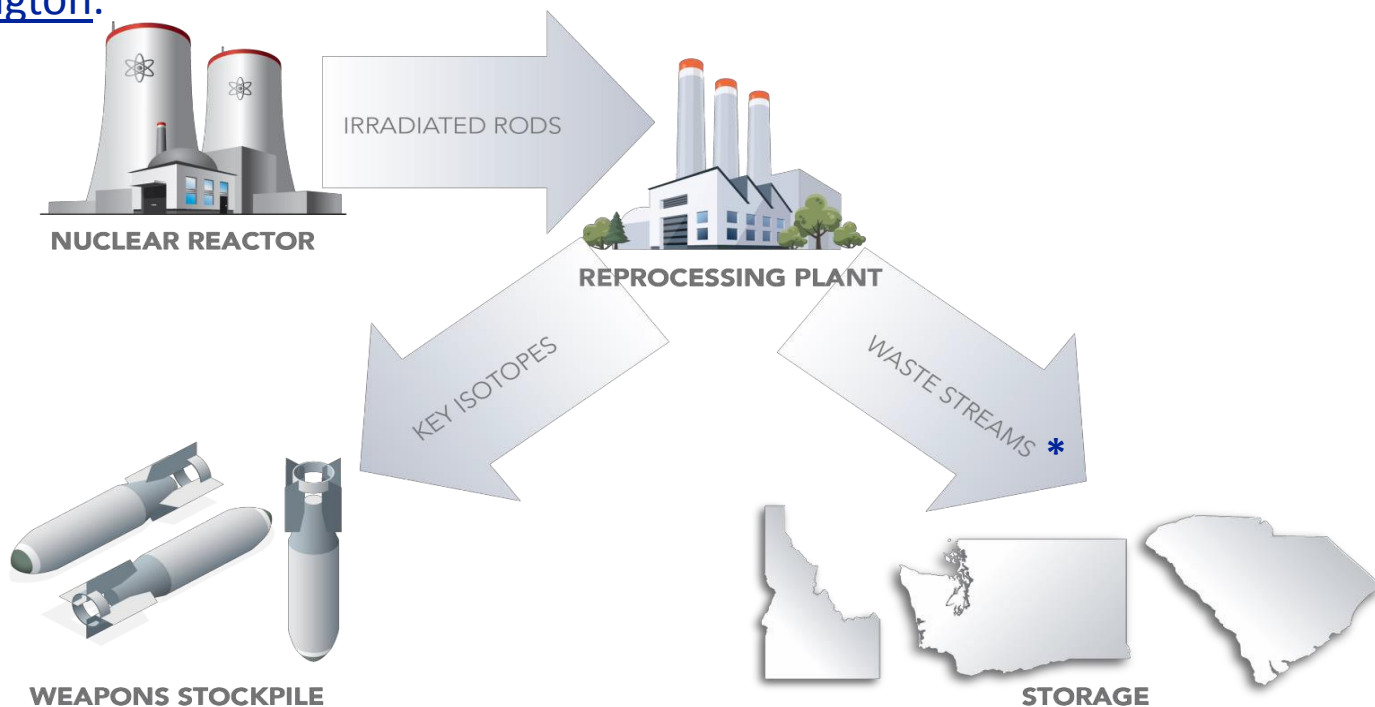 IRRADIATED RODS
NUCLEAR REACTOR
REPROCESSING PLANT
KEY ISOTOPES
WASTE STREAMS *
WEAPONS STOCKPILE
STORAGE